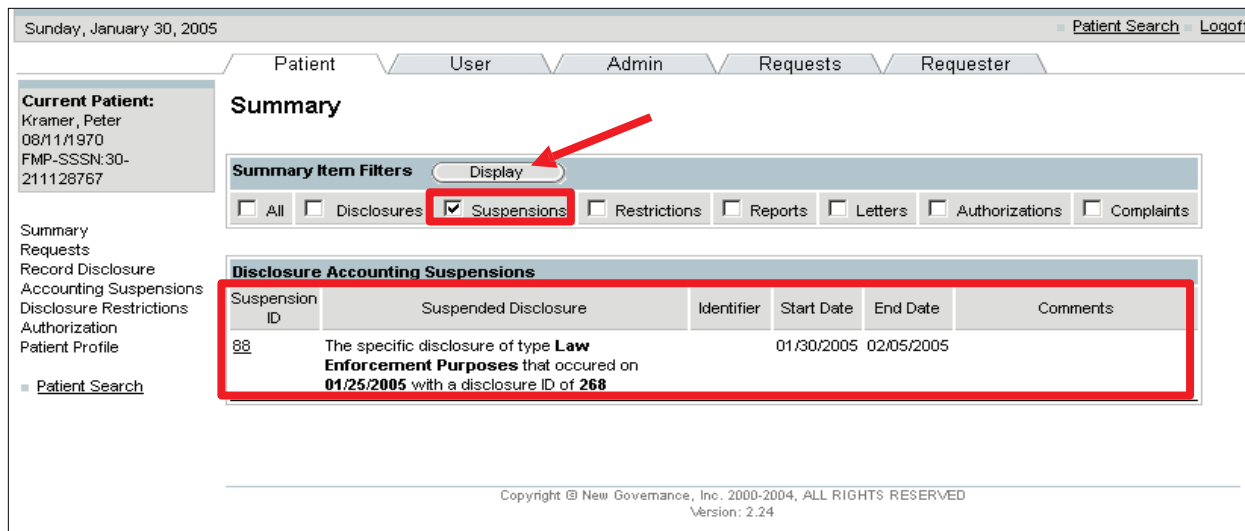 Sunday, January 30, 2005
Patient Search Logoff
Patient User Admin Requests Requester
Current Patient:
Kramer, Peter
08/11/1970
FMP-SSSN:30-
211128767
Summary
Requests
Record Disclosure
Accounting Suspensions
Disclosure Restrictions
Authorization
Patient Profile
Patient Search
Summary
Summary Item Filters Display
All Disclosures Suspensions Restrictions Reports Letters Authorizations Complaints
Disclosure Accounting Suspensions
Suspension
ID
Suspended Disclosure Identifier Start Date End Date Comments
88 The specific disclosure of type Law 01/30/2005 02/05/2005
Enforcement Purposes that occured on
01/25/2005 with a disclosure ID of 268
Copyright @ New Governance, Inc. 2000-2004, ALL RIGHTS RESERVED
Version: 2.24